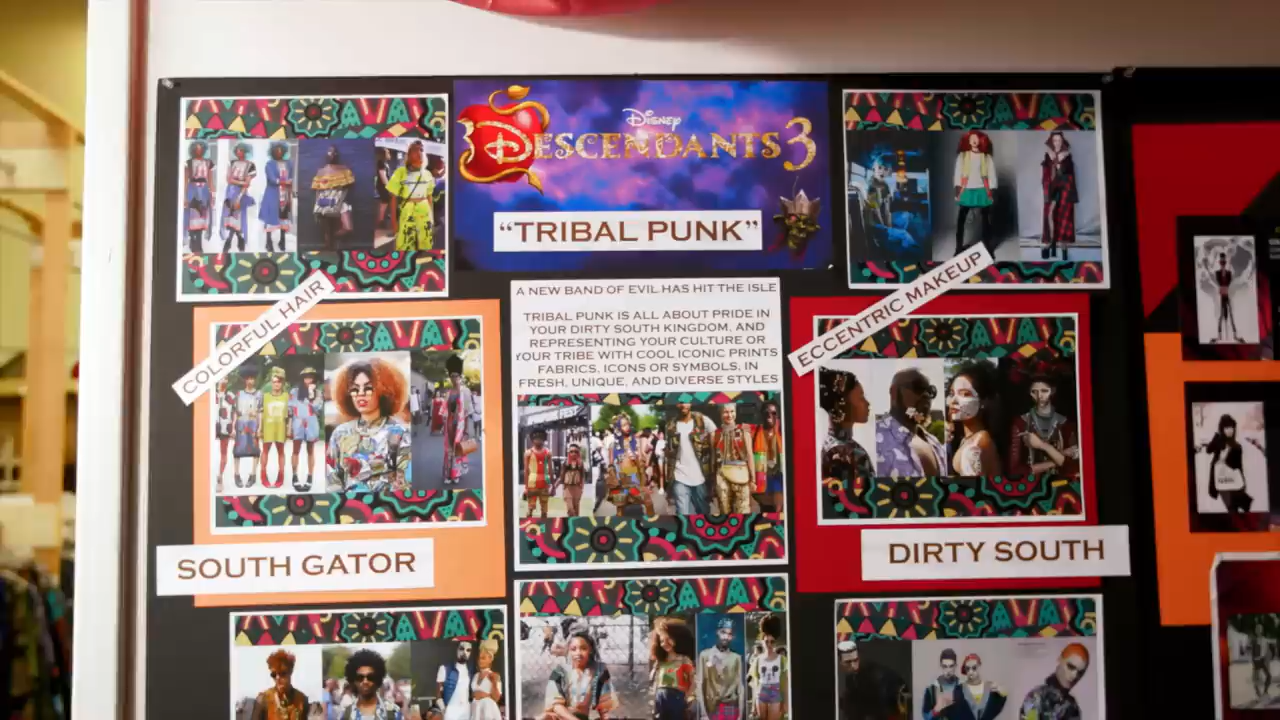 DISNEY
DESCENDANTS 3
“TRIBAL PUNK”
A NEW BAND OF EVIL HAS HIT THE ISLE
TRIBAL PUNK IS ALL ABOUT PRIDE IN
YOUR DIRTY SOUTH KINGDOM, AND
REPRESENTING YOUR CULTURE OR
YOUR TRIBE WITH COOL ICONIC PRINTS
FABRICS, ICONS OR SYMBOLS, IN
FRESH, UNIQUE, AND DIVERSE STYLES
COLORFUL HAIR
ECCENTRIC MAKEUP
FEST
SOUTH GATOR
DIRTY SOUTH